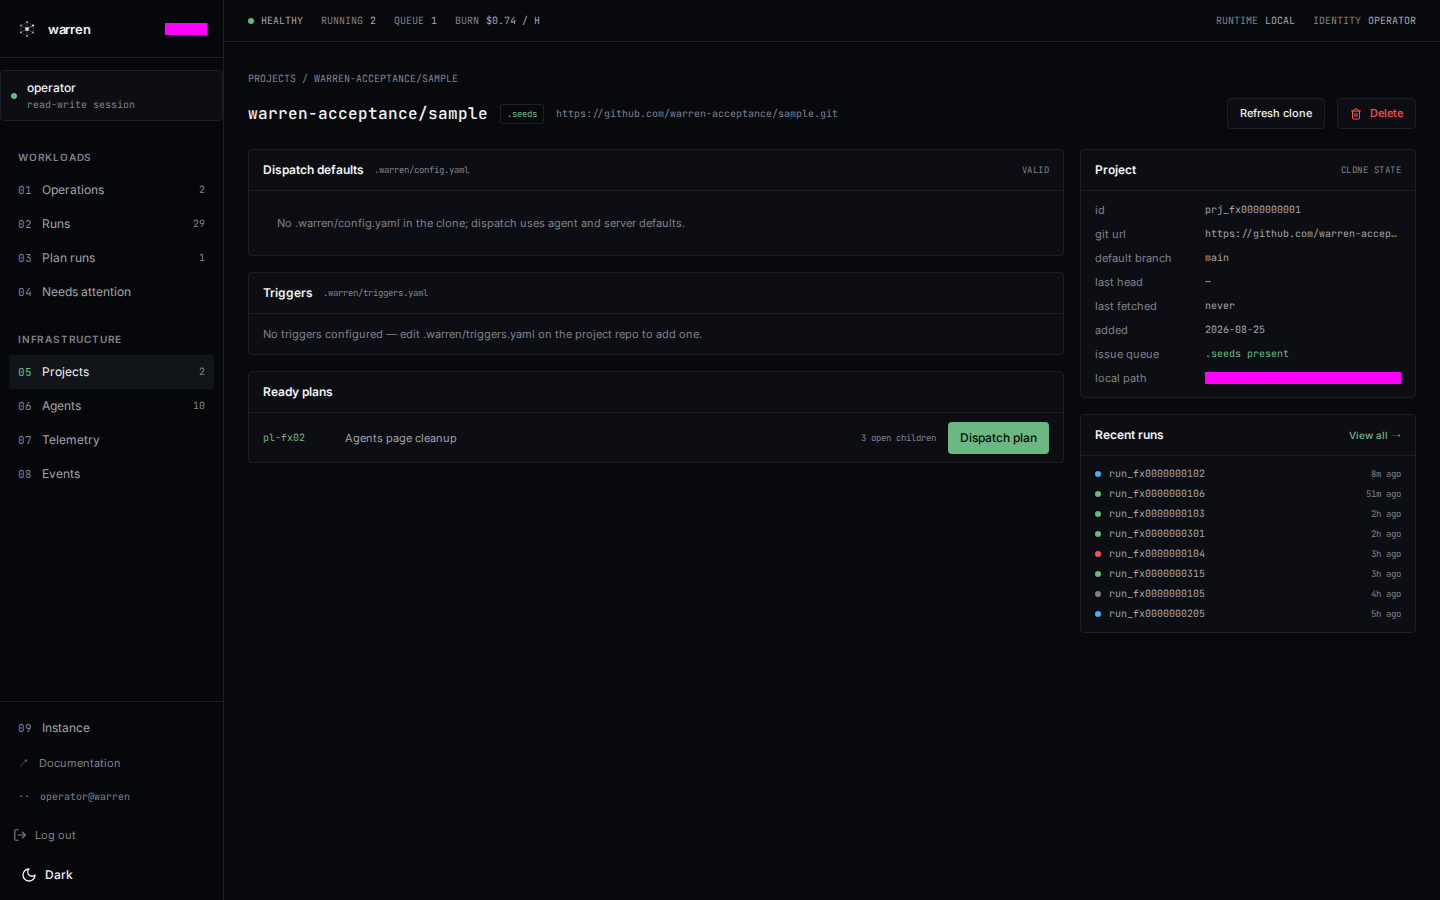 warren
operator
read-write session
WORKLOADS
01 Operations 2
02 Runs 29
03 Plan runs 1
04 Needs attention
INFRASTRUCTURE
05 Projects 2
06 Agents 10
07 Telemetry
08 Events
09 Instance
Documentation
operator@warren
Log out
Dark
HEALTHY RUNNING 2 QUEUE 1 BURN $0.74 / H
RUNTIME LOCAL IDENTITY OPERATOR
PROJECTS / WARREN-ACCEPTANCE/SAMPLE
warren-acceptance/sample .seeds https://github.com/warren-acceptance/sample.git
Refresh clone Delete
Dispatch defaults .warren/config.yaml VALID
No .warren/config.yaml in the clone; dispatch uses agent and server defaults.
Triggers .warren/triggers.yaml
No triggers configured — edit .warren/triggers.yaml on the project repo to add one.
Ready plans
pl-fx02 Agents page cleanup 3 open children Dispatch plan
Project CLONE STATE
id prj_fx0000000001
git url https://github.com/warren-accep…
default branch main
last head —
last fetched never
added 2026-08-25
issue queue .seeds present
local path
Recent runs View all →
run_fx0000000102 8m ago
run_fx0000000106 51m ago
run_fx0000000103 2h ago
run_fx0000000301 2h ago
run_fx0000000104 3h ago
run_fx0000000315 3h ago
run_fx0000000105 4h ago
run_fx0000000205 5h ago